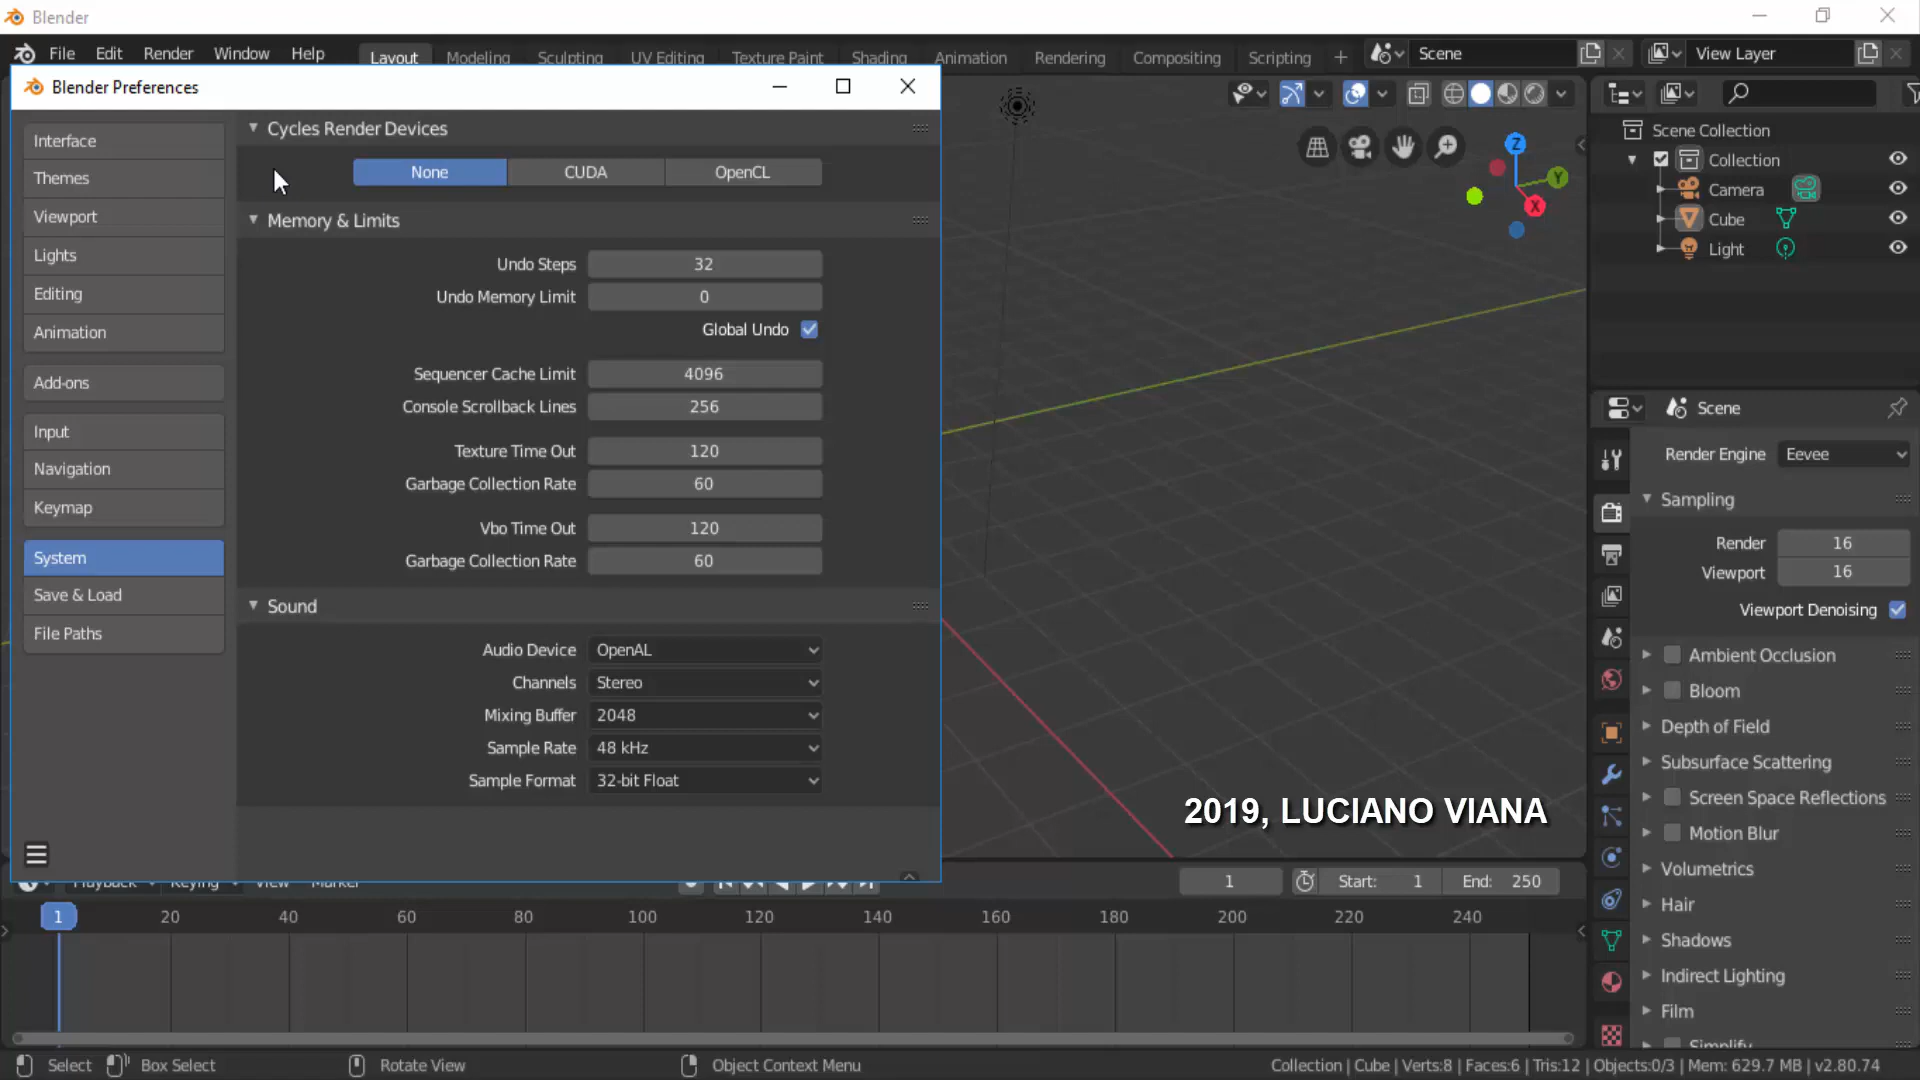 Blender
File Edit Render Window Help Layout Modeling Sculpting UV Editing Texture Paint Shading Animation Rendering Compositing Scripting + Scene View Layer
Blender Preferences
Interface
Themes
Viewport
Lights
Editing
Animation
Add-ons
Input
Navigation
Keymap
System
Save & Load
File Paths
Cycles Render Devices
None CUDA OpenCL
Memory & Limits
Undo Steps 32
Undo Memory Limit 0
Global Undo
Sequencer Cache Limit 4096
Console Scrollback Lines 256
Texture Time Out 120
Garbage Collection Rate 60
Vbo Time Out 120
Garbage Collection Rate 60
Sound
Audio Device OpenAL
Channels Stereo
Mixing Buffer 2048
Sample Rate 48 kHz
Sample Format 32-bit Float
Z
Y
X
2019, LUCIANO VIANA
Scene Collection
Collection
Camera
Cube
Light
Scene
Render Engine Eevee
Sampling
Render 16
Viewport 16
Viewport Denoising
Ambient Occlusion
Bloom
Depth of Field
Subsurface Scattering
Screen Space Reflections
Motion Blur
Volumetrics
Hair
Shadows
Indirect Lighting
Film
Simplify
Playback Keying View Marker 1 Start: 1 End: 250
1 20 40 60 80 100 120 140 160 180 200 220 240
Select Box Select Rotate View Object Context Menu Collection | Cube | Verts:8 | Faces:6 | Tris:12 | Objects:0/3 | Mem: 629.7 MB | v2.80.74